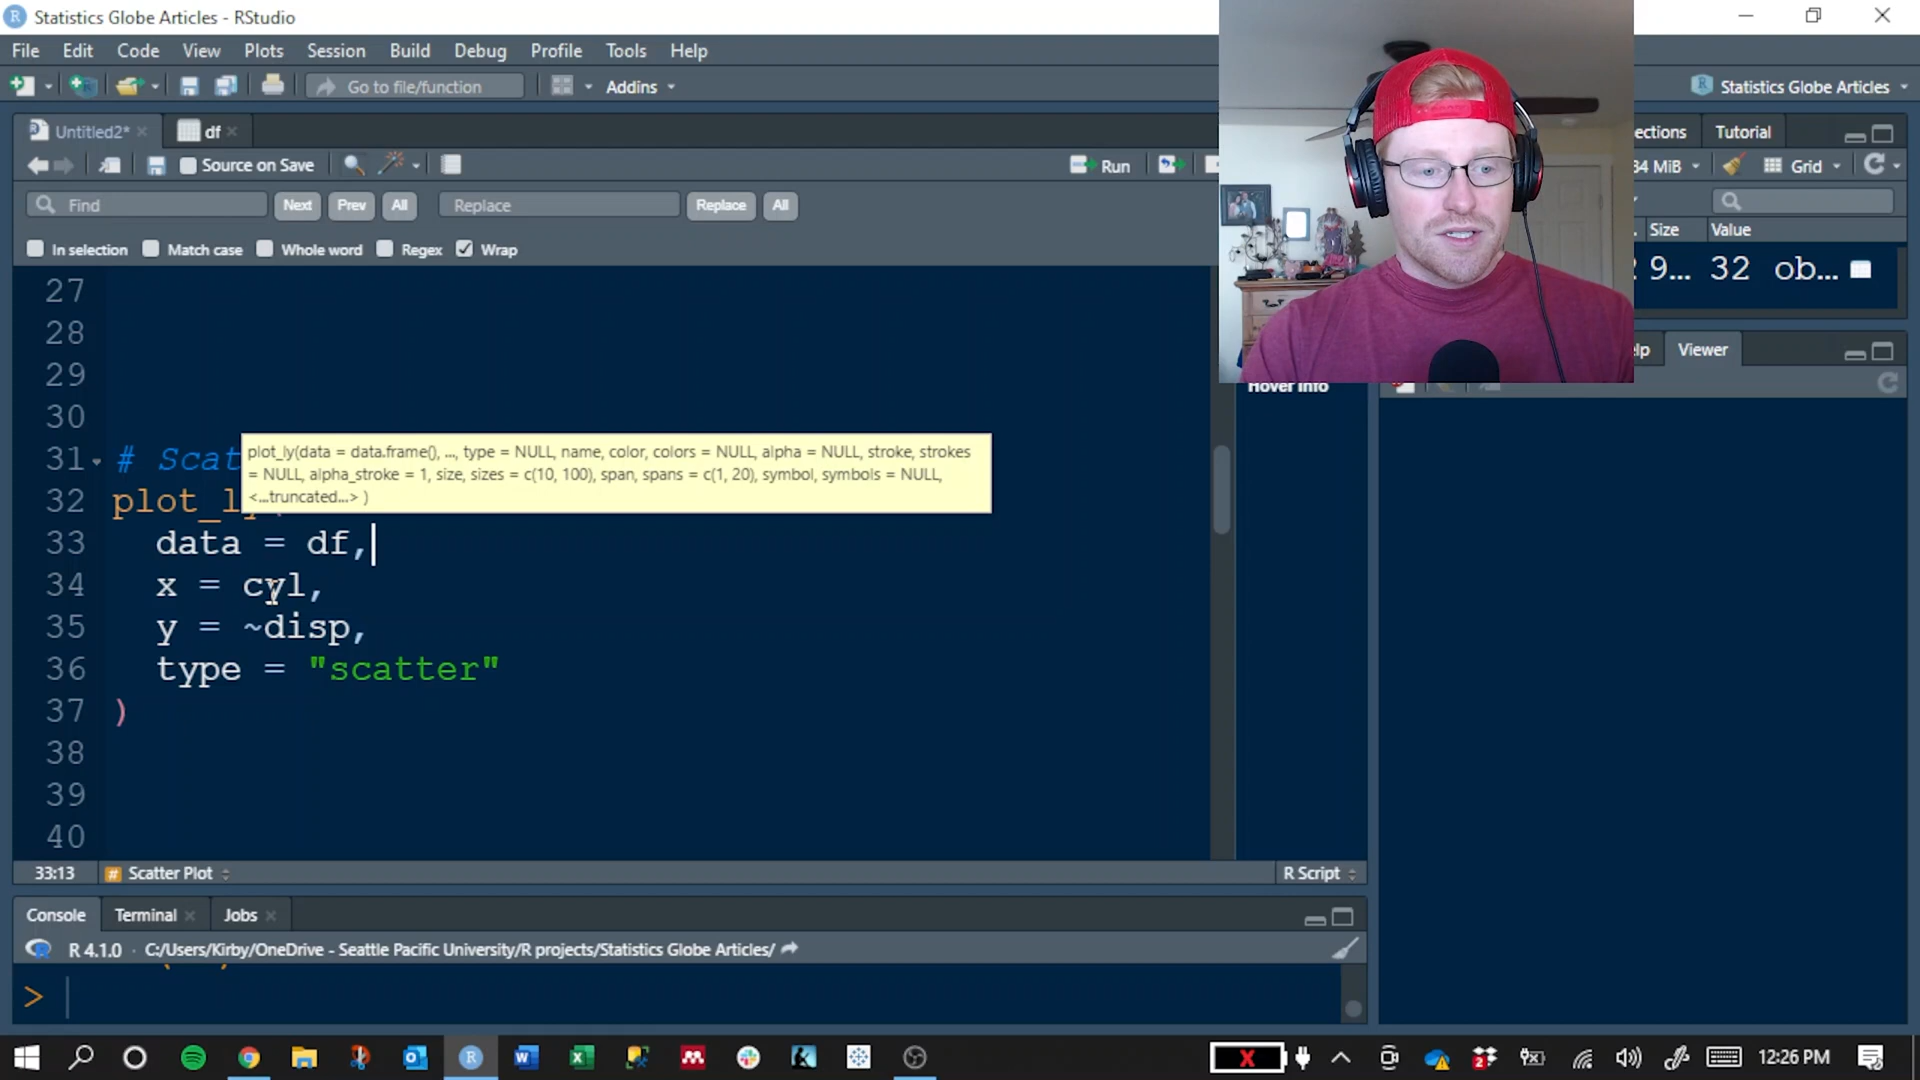 Statistics Globe Articles - RStudio
File Edit Code View Plots Session Build Debug Profile Tools Help
Go to file/function Addins Statistics Globe Articles
Untitled2* df
Source on Save Run
Find Next Prev All Replace Replace All
In selection Match case Whole word Regex Wrap
27
28
29
30
31 # Scat
plot_ly(data = data.frame(), ..., type = NULL, name, color, colors = NULL, alpha = NULL, stroke, strokes
= NULL, alpha_stroke = 1, size, sizes = c(10, 100), span, spans = c(1, 20), symbol, symbols = NULL,
<...truncated...> )
32 plot_ly(
33 data = df,
34 x = cyl,
35 y = ~disp,
36 type = "scatter"
37 )
38
39
40
33:13 # Scatter Plot R Script
Console Terminal Jobs
R 4.1.0 · C:/Users/Kirby/OneDrive - Seattle Pacific University/R projects/Statistics Globe Articles/
>
Tutorial
34 MiB Grid
Size Value
9... 32 ob...
Viewer
Hover Info
X 2 12:26 PM